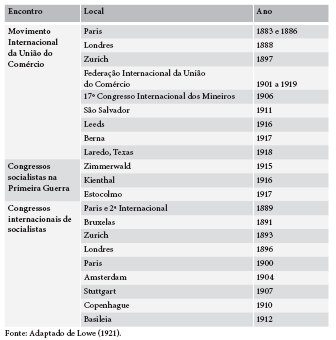 Encontro Local Ano
Movimento Internacional da União do Comércio Paris 1883 e 1886
Londres 1888
Zurich 1897
Federação Internacional da União
do Comércio 1901 a 1919
17º Congresso Internacional dos Mineiros 1906
São Salvador 1911
Leeds 1916
Berna 1917
Laredo, Texas 1918
Congressos socialistas na Primeira Guerra Zimmerwald 1915
Kienthal 1916
Estocolmo 1917
Congressos internacionais de socialistas Paris e 2ª Internacional 1889
Bruxelas 1891
Zurich 1893
Londres 1896
Paris 1900
Amsterdam 1904
Stuttgart 1907
Copenhague 1910
Basileia 1912
Fonte: Adaptado de Lowe (1921).